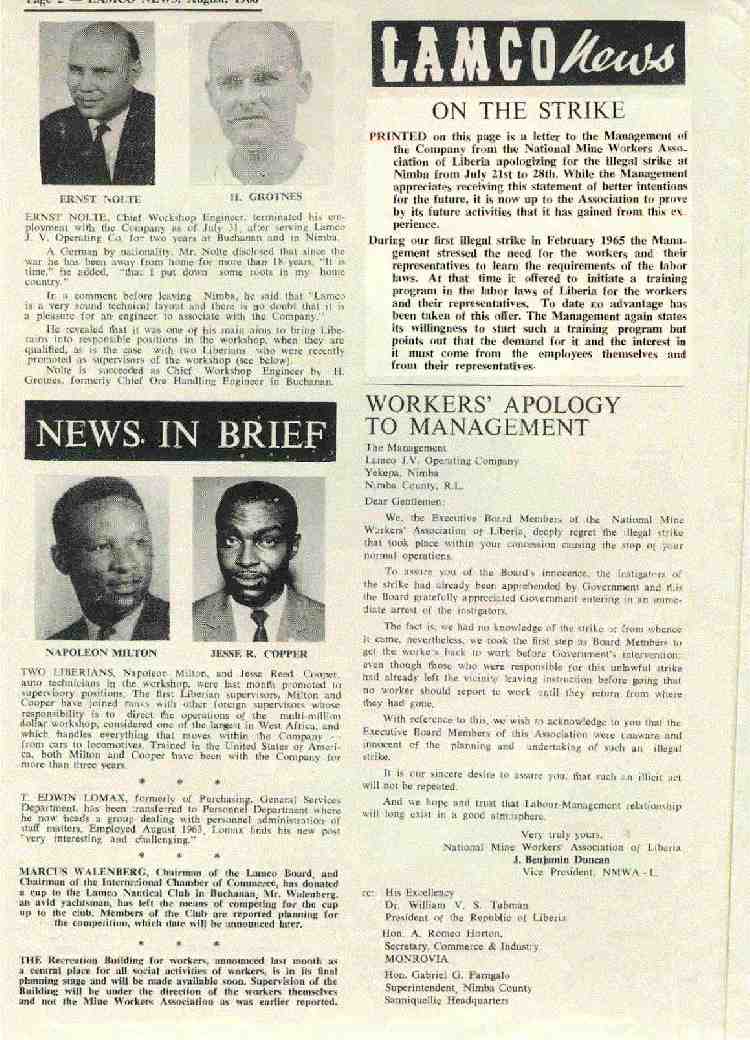 Page 2 — LAMCO NEWS, August, 1966
ERNST NOLTE
H. GROTNES
ERNST NOLTE, Chief Workshop Engineer, terminated his em-
ployment with the Company as of July 31, after serving Lamco
J. V. Operating Co. for two years at Buchanan and in Nimba.
A German by nationality, Mr. Nolte disclosed that since the
war he has been away from home for more than 18 years. "It is
time," he added, "that I put down some roots in my home
country."
In a comment before leaving Nimba, he said that "Lamco
is a very sound technical layout and there is no doubt that it is
a pleasure for an engineer to associate with the Company."
He revealed that it was one of his main aims to bring Libe-
rians into responsible positions in the workshop, when they are
qualified, as is the case with two Liberians who were recently
promoted as supervisors of the workshop (see below).
Nolte is succeeded as Chief Workshop Engineer by H.
Grotnes, formerly Chief Ore Handling Engineer in Buchanan.
NEWS IN BRIEF
NAPOLEON MILTON
JESSE R. COPPER
TWO LIBERIANS, Napoleon Milton, and Jesse Reed Cooper,
auto technicians in the workshop, were last month promoted to
supervisory positions. The first Liberian supervisors, Milton and
Cooper have joined ranks with other foreign supervisors whose
responsibility is to direct the operations of the multi-million
dollar workshop, considered one of the largest in West Africa, and
which handles everything that moves within the Company —
from cars to locomotives. Trained in the United States of Ameri-
ca, both Milton and Cooper have been with the Company for
more than three years.
* * *
T. EDWIN LOMAX, formerly of Purchasing, General Services
Department, has been transferred to Personnel Department where
he now heads a group dealing with personnel administration of
staff matters. Employed August 1963, Lomax finds his new post
"very interesting and challenging."
* * *
MARCUS WALENBERG, Chairman of the Lamco Board, and
Chairman of the International Chamber of Commerce, has donated
a cup to the Lamco Nautical Club in Buchanan. Mr. Walenberg,
an avid yachtsman, has left the means of competing for the cup
up to the club. Members of the Club are reported planning for
the competition, which date will be announced later.
* * *
THE Recreation Building for workers, announced last month as
a central place for all social activities of workers, is in its final
planning stage and will be made available soon. Supervision of the
Building will be under the direction of the workers themselves
and not the Mine Workers Association as was earlier reported.
LAMCO News
ON THE STRIKE
PRINTED on this page is a letter to the Management of
the Company from the National Mine Workers Asso-
ciation of Liberia apologizing for the illegal strike at
Nimba from July 21st to 28th. While the Management
appreciates receiving this statement of better intentions
for the future, it is now up to the Association to prove
by its future activities that it has gained from this ex
perience.
During our first illegal strike in February 1965 the Mana-
gement stressed the need for the workers and their
representatives to learn the requirements of the labor
laws. At that time it offered to initiate a training
program in the labor laws of Liberia for the workers
and their representatives. To date no advantage has
been taken of this offer. The Management again states
its willingness to start such a training program but
points out that the demand for it and the interest in
it must come from the employees themselves and
from their representatives.
WORKERS' APOLOGY
TO MANAGEMENT
The Management
Lamco J.V. Operating Company
Yekepa, Nimba
Nimba County, R.L.
Dear Gentlemen:
We, the Executive Board Members of the National Mine
Workers' Association of Liberia, deeply regret the illegal strike
that took place within your concession causing the stop of your
normal operations.
To assure you of the Board's innocence, the instigators of
the strike had already been apprehended by Government and this
the Board gratefully appreciated Government entering in an imme-
diate arrest of the instigators.
The fact is, we had no knowledge of the strike or from whence
it came, nevertheless, we took the first step as Board Members to
get the workers back to work before Government's intervention;
even though those who were responsible for this unlawful strike
had already left the vicinity leaving instruction before going that
no worker should report to work until they return from where
they had gone.
With reference to this, we wish to acknowledge to you that the
Executive Board Members of this Association were unaware and
innocent of the planning and undertaking of such an illegal
strike.
It is our sincere desire to assure you, that such an illicit act
will not be repeated.
And we hope and trust that Labour-Management relationship
will long exist in a good atmosphere.
Very truly yours,
National Mine Workers' Association of Liberia
J. Benjamin Duncan
Vice President, NMWA - L.
cc: His Excellency
Dr. William V. S. Tubman
President of the Republic of Liberia
Hon. A. Romeo Horton,
Secretary, Commerce & Industry
MONROVIA
Hon. Gabriel G. Farngalo
Superintendent, Nimba County
Sanniquellie Headquarters